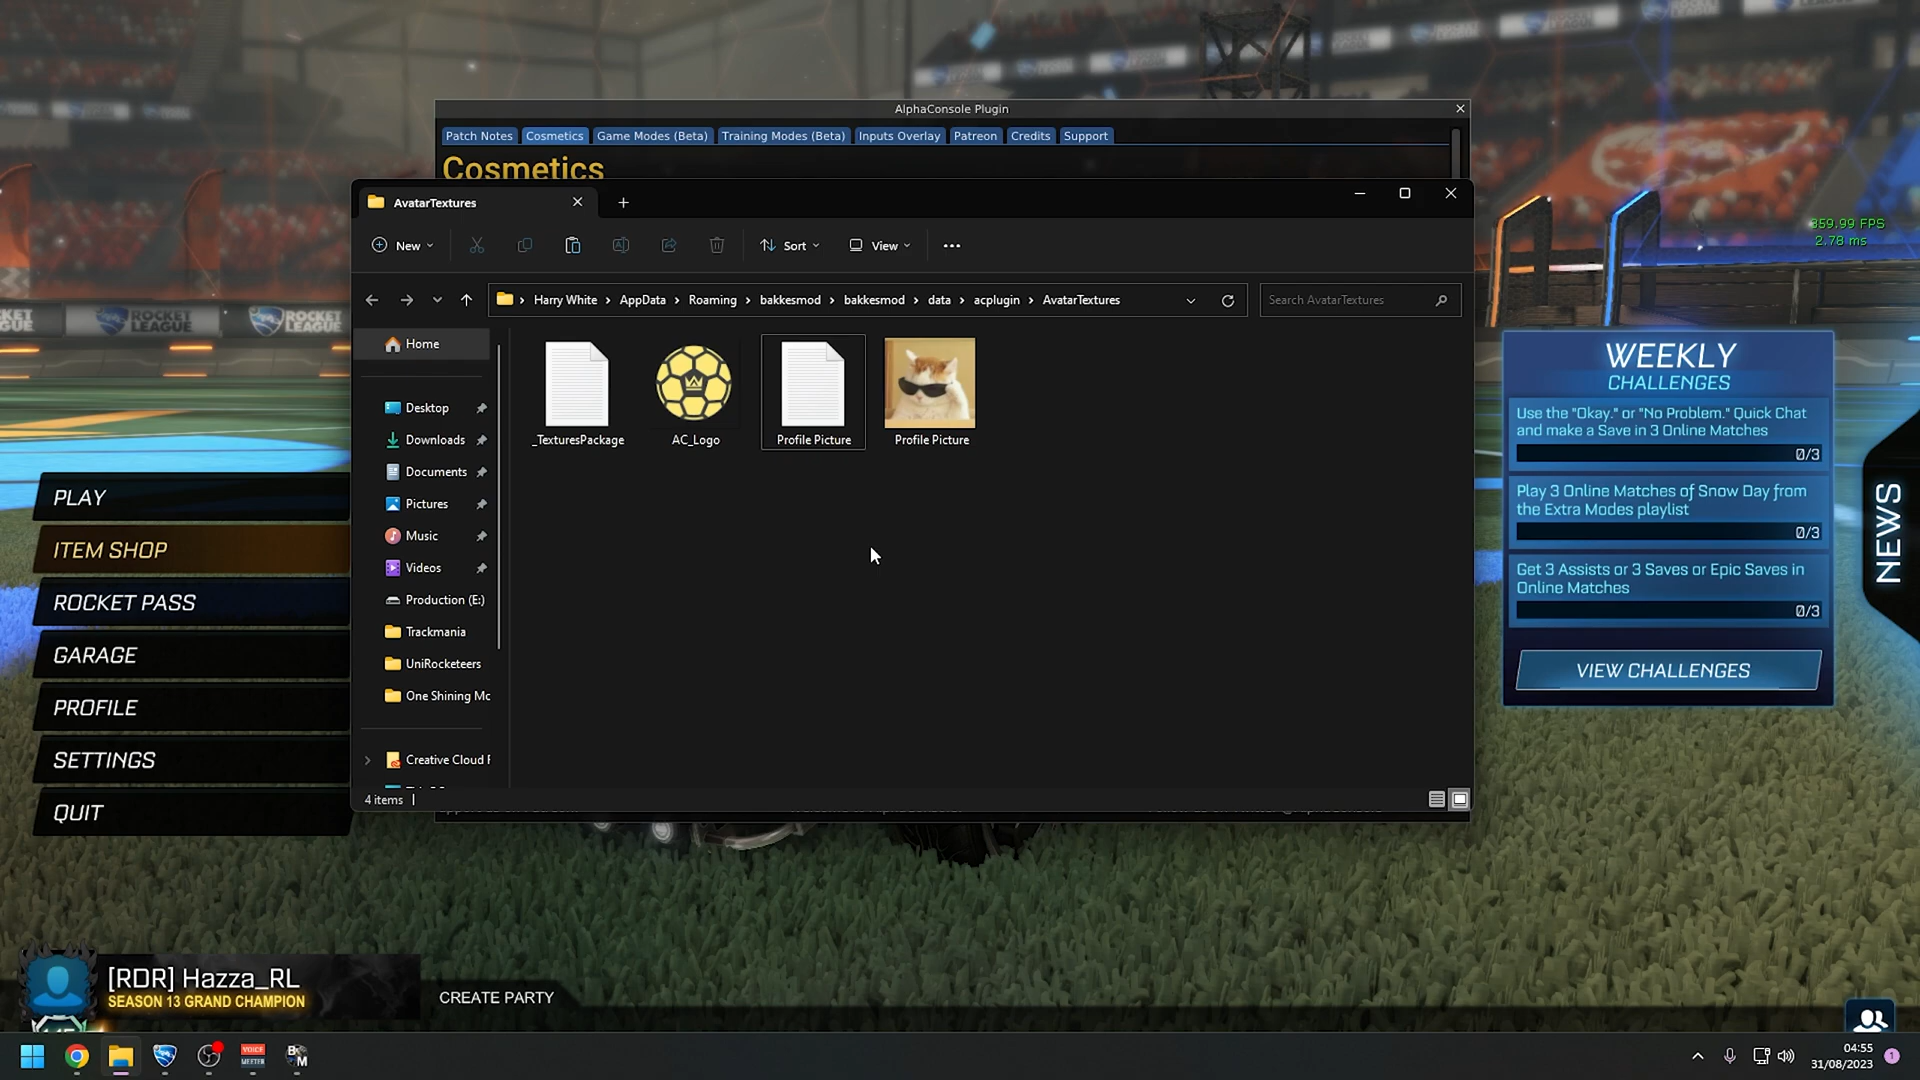 AlphaConsole Plugin
Patch Notes
Cosmetics
Game Modes (Beta)
Training Modes (Beta)
Inputs Overlay
Patreon
Credits
Support
Cosmetics
AvatarTextures
New
Sort
View
Harry White > AppData > Roaming > bakkesmod > bakkesmod > data > acplugin > AvatarTextures
Search AvatarTextures
Home
Desktop
Downloads
Documents
Pictures
Music
Videos
Production (E:)
Trackmania
UniRocketeers
One Shining Mc
Creative Cloud F
_TexturesPackage
AC_Logo
Profile Picture
Profile Picture
4 items
359.99 FPS
2.78 ms
PLAY
ITEM SHOP
ROCKET PASS
GARAGE
PROFILE
SETTINGS
QUIT
WEEKLY
CHALLENGES
Use the "Okay." or "No Problem." Quick Chat
and make a Save in 3 Online Matches
0/3
Play 3 Online Matches of Snow Day from
the Extra Modes playlist
0/3
Get 3 Assists or 3 Saves or Epic Saves in
Online Matches
0/3
VIEW CHALLENGES
NEWS
ROCKET
LEAGUE
ROCKET
LEAGUE
[RDR] Hazza_RL
SEASON 13 GRAND CHAMPION
CREATE PARTY
VOICE
MEETER
B M
04:55
31/08/2023
1